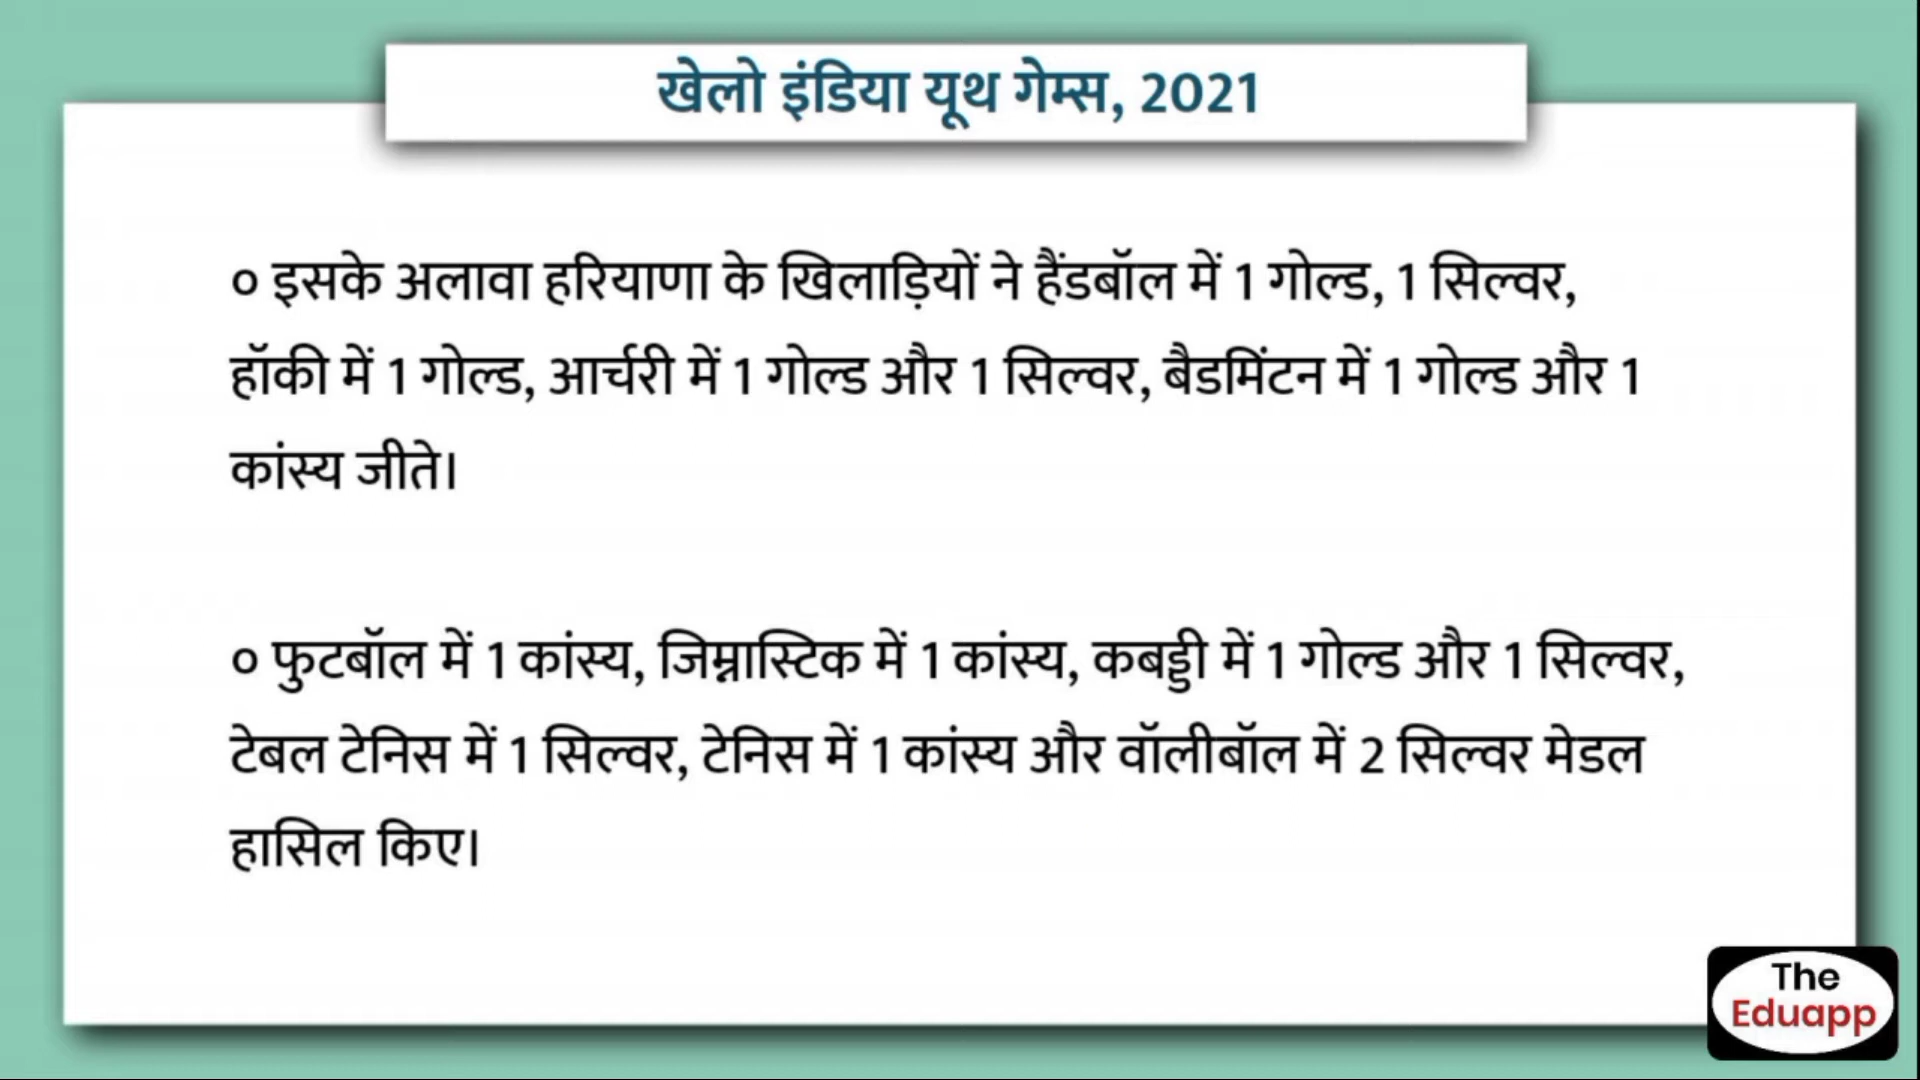 खेलो इंडिया यूथ गेम्स, 2021
० इसके अलावा हरियाणा के खिलाड़ियों ने हैंडबॉल में 1 गोल्ड, 1 सिल्वर,
हॉकी में 1 गोल्ड, आर्चरी में 1 गोल्ड और 1 सिल्वर, बैडमिंटन में 1 गोल्ड और 1
कांस्य जीते।
० फुटबॉल में 1 कांस्य, जिम्नास्टिक में 1 कांस्य, कबड्डी में 1 गोल्ड और 1 सिल्वर,
टेबल टेनिस में 1 सिल्वर, टेनिस में 1 कांस्य और वॉलीबॉल में 2 सिल्वर मेडल
हासिल किए।
The
Eduapp